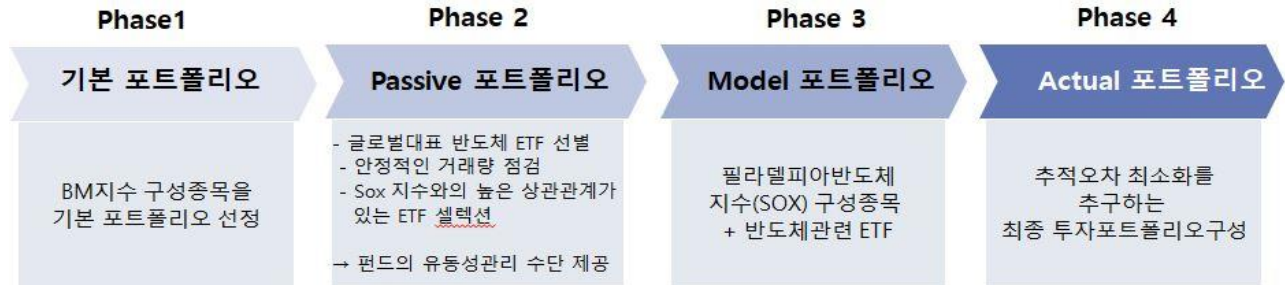 Phase1
기본 포트폴리오
BM지수 구성종목을
기본 포트폴리오 선정
Phase 2
Passive 포트폴리오
- 글로벌대표 반도체 ETF 선별
- 안정적인 거래량 점검
- Sox 지수와의 높은 상관관계가
있는 ETF 셀렉션
→ 펀드의 유동성관리 수단 제공
Phase 3
Model 포트폴리오
필라델피아반도체
지수(SOX) 구성종목
+ 반도체관련 ETF
Phase 4
Actual 포트폴리오
추적오차 최소화를
추구하는
최종 투자포트폴리오구성